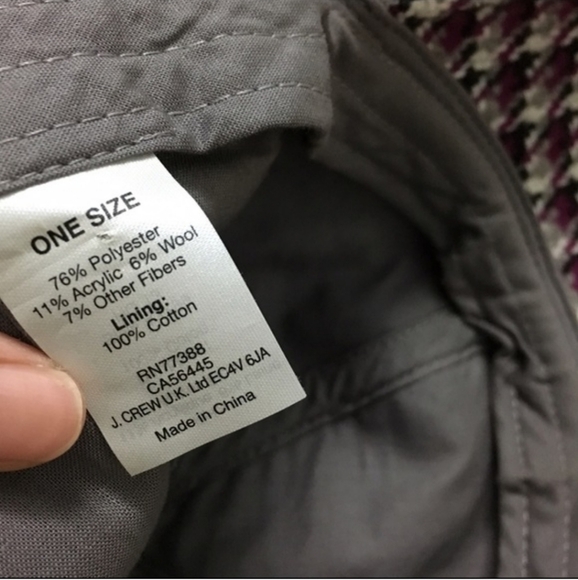 ONE SIZE
76% Polyester
11% Acrylic 6% Wool
7% Other Fibers
Lining:
100% Cotton
RN77388
CA56445
J. CREW U.K. Ltd EC4V 6JA
Made in China